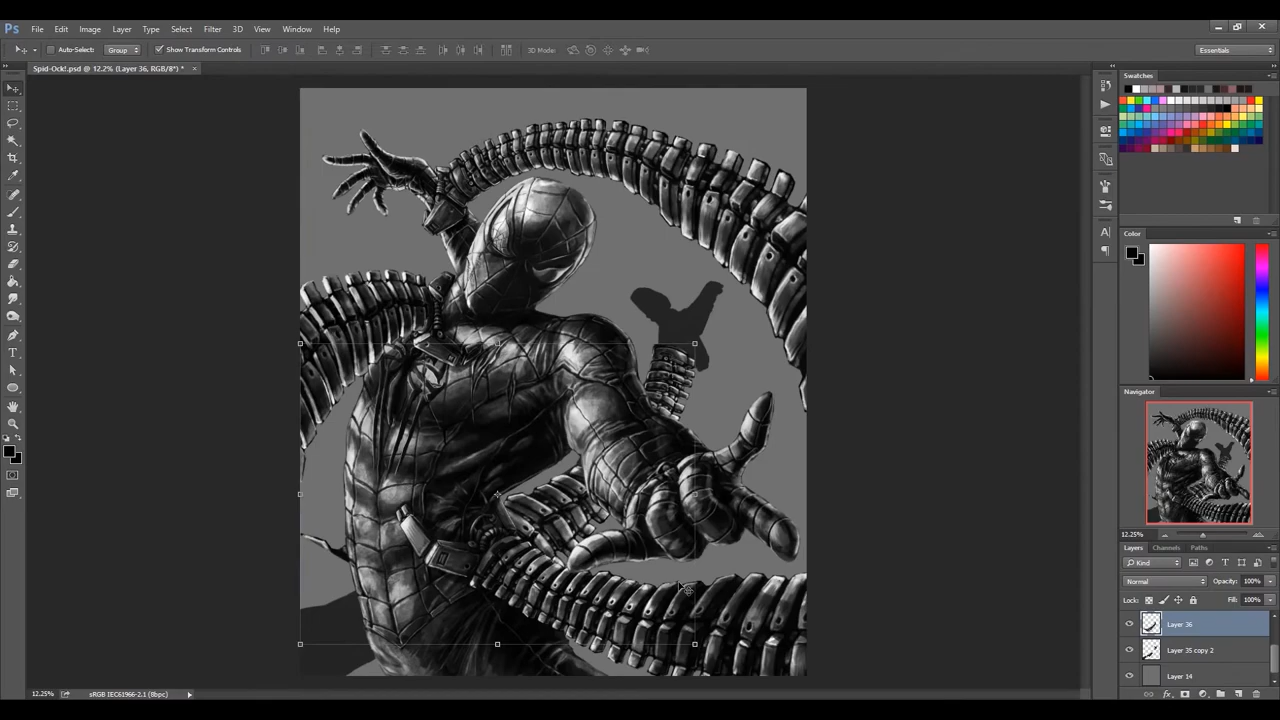 Ps File Edit Image Layer Type Select Filter 3D View Window Help
Auto-Select: Group Show Transform Controls 3D Mode: Essentials
Spid-Ock!.psd @ 12.2% (Layer 36, RGB/8*) *
Swatches
Color
Navigator
12.25%
Layers Channels Paths
Kind
Normal Opacity: 100%
Lock: Fill: 100%
Layer 36
Layer 35 copy 2
Layer 14
12.25% sRGB IEC61966-2.1 (8bpc)